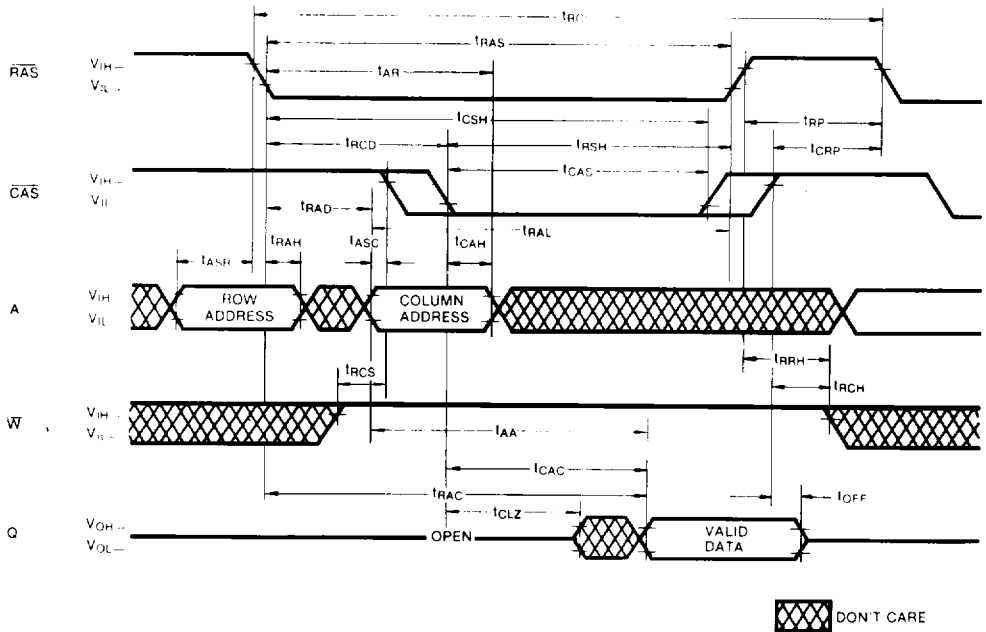 tRC
tRAS
RAS
VIH
VIL
tAR
tCSH
tRP
tRCD
tRSH
tCRP
CAS
VIH
VIL
tCAS
tRAD
tRAL
tRAH
tASC
tCAH
tASR
A
VIH
VIL
ROW
ADDRESS
COLUMN
ADDRESS
tRRH
tRCS
tRCH
W
VIH
VIL
tAA
tCAC
tRAC
tOFF
tCLZ
Q
VOH
VOL
OPEN
VALID
DATA
DON'T CARE